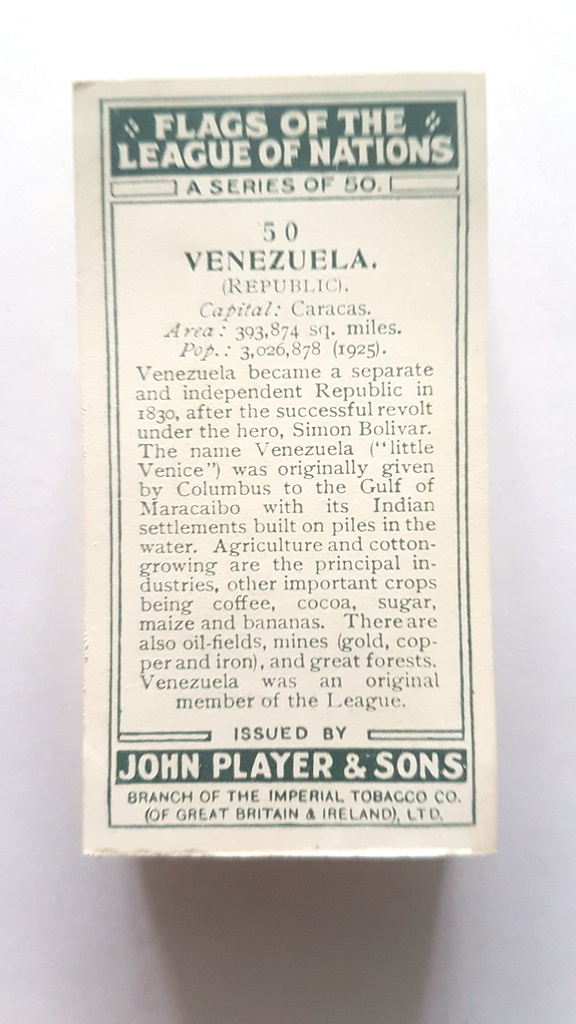 FLAGS OF THE
LEAGUE OF NATIONS
A SERIES OF 50.
50
VENEZUELA.
(REPUBLIC).
Capital: Caracas.
Area: 393,874 sq. miles.
Pop.: 3,026,878 (1925).
Venezuela became a separate
and independent Republic in
1830, after the successful revolt
under the hero, Simon Bolivar.
The name Venezuela (“little
Venice”) was originally given
by Columbus to the Gulf of
Maracaibo with its Indian
settlements built on piles in the
water. Agriculture and cotton-
growing are the principal in-
dustries, other important crops
being coffee, cocoa, sugar,
maize and bananas. There are
also oil-fields, mines (gold, cop-
per and iron), and great forests.
Venezuela was an original
member of the League.
ISSUED BY
JOHN PLAYER & SONS
BRANCH OF THE IMPERIAL TOBACCO CO.
(OF GREAT BRITAIN & IRELAND), LTD.